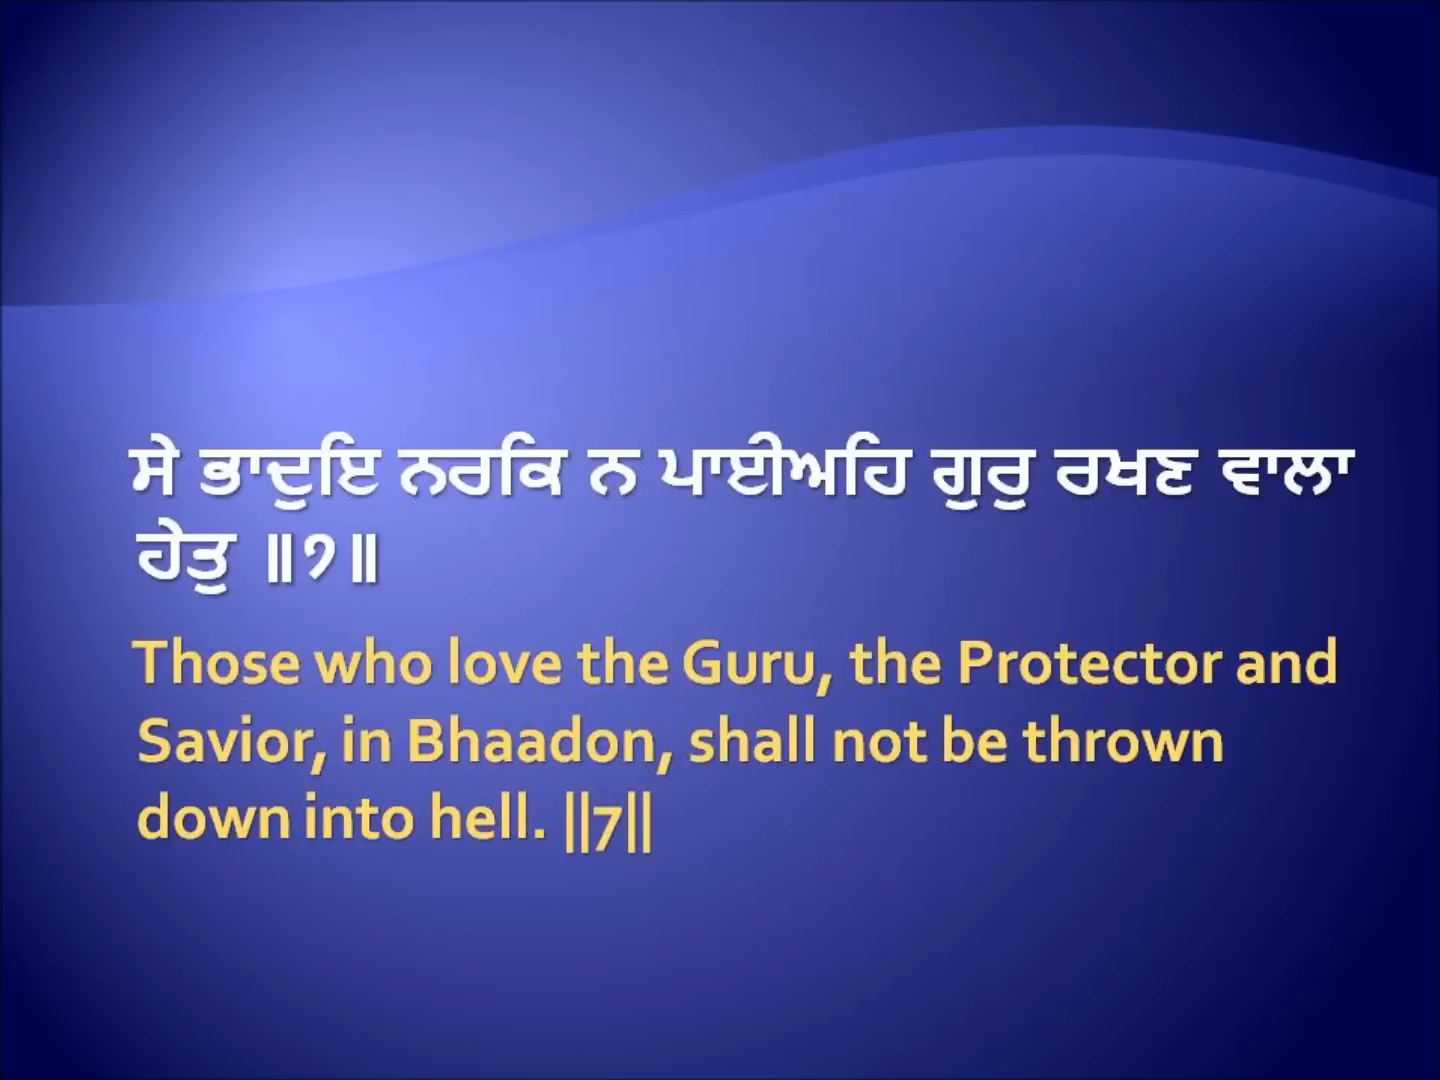 ਸੇ ਭਾਦੁਇ ਨਰਕਿ ਨ ਪਾਈਅਹਿ ਗੁਰੁ ਰਖਣ ਵਾਲਾ
ਹੇਤੁ ॥੭॥
Those who love the Guru, the Protector and
Savior, in Bhaadon, shall not be thrown
down into hell. ||7||